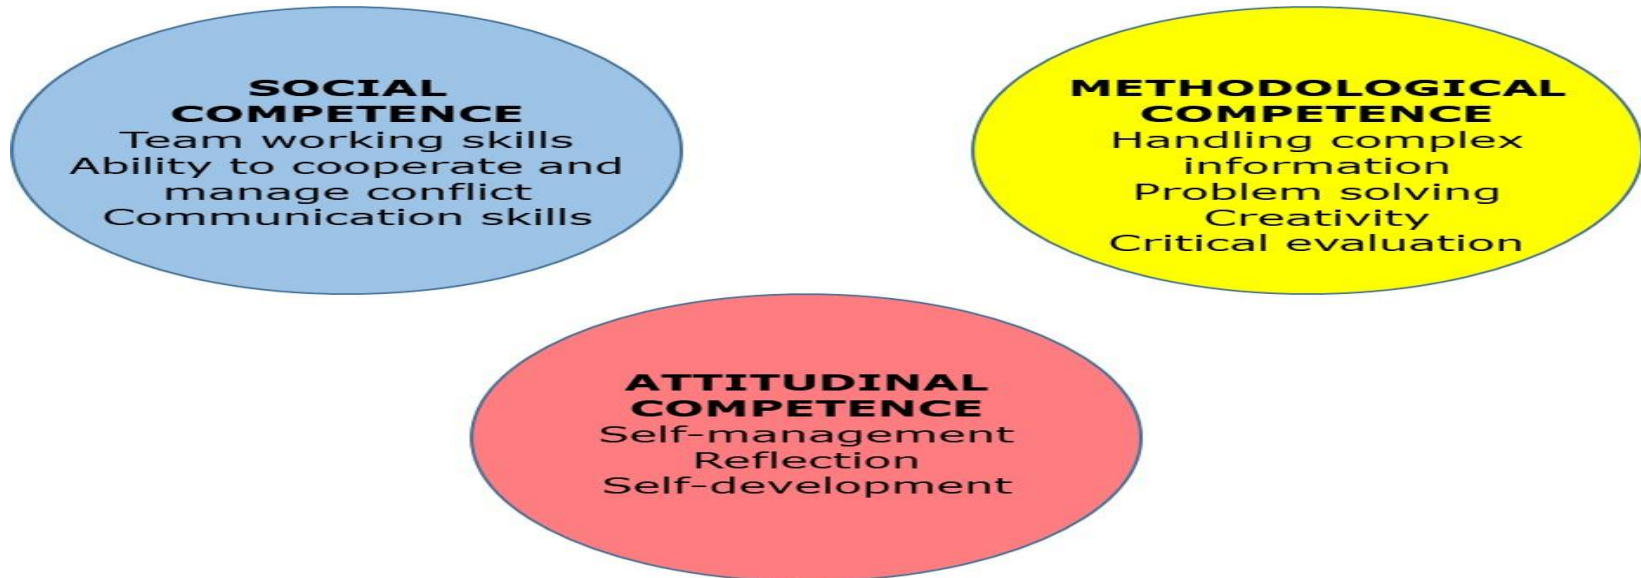 SOCIAL
COMPETENCE
Team working skills
Ability to cooperate and
manage conflict
Communication skills
METHODOLOGICAL
COMPETENCE
Handling complex
information
Problem solving
Creativity
Critical evaluation
ATTITUDINAL
COMPETENCE
Self-management
Reflection
Self-development